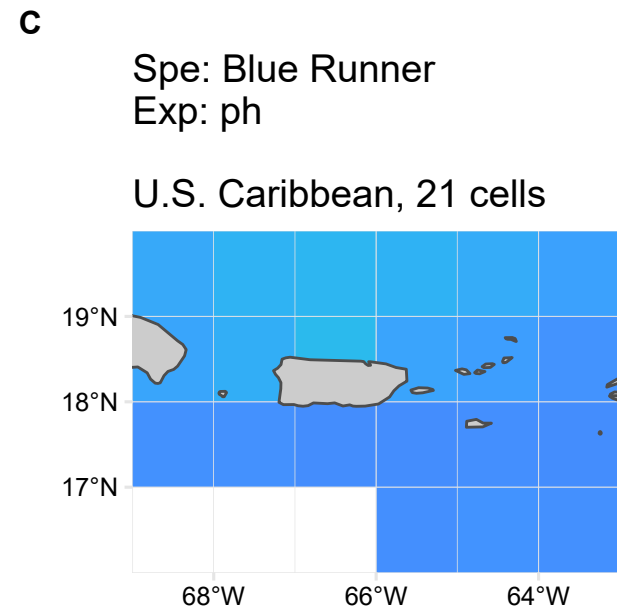 C
Spe: Blue Runner
Exp: ph
U.S. Caribbean, 21 cells
19°N
18°N
17°N
68°W 66°W 64°W